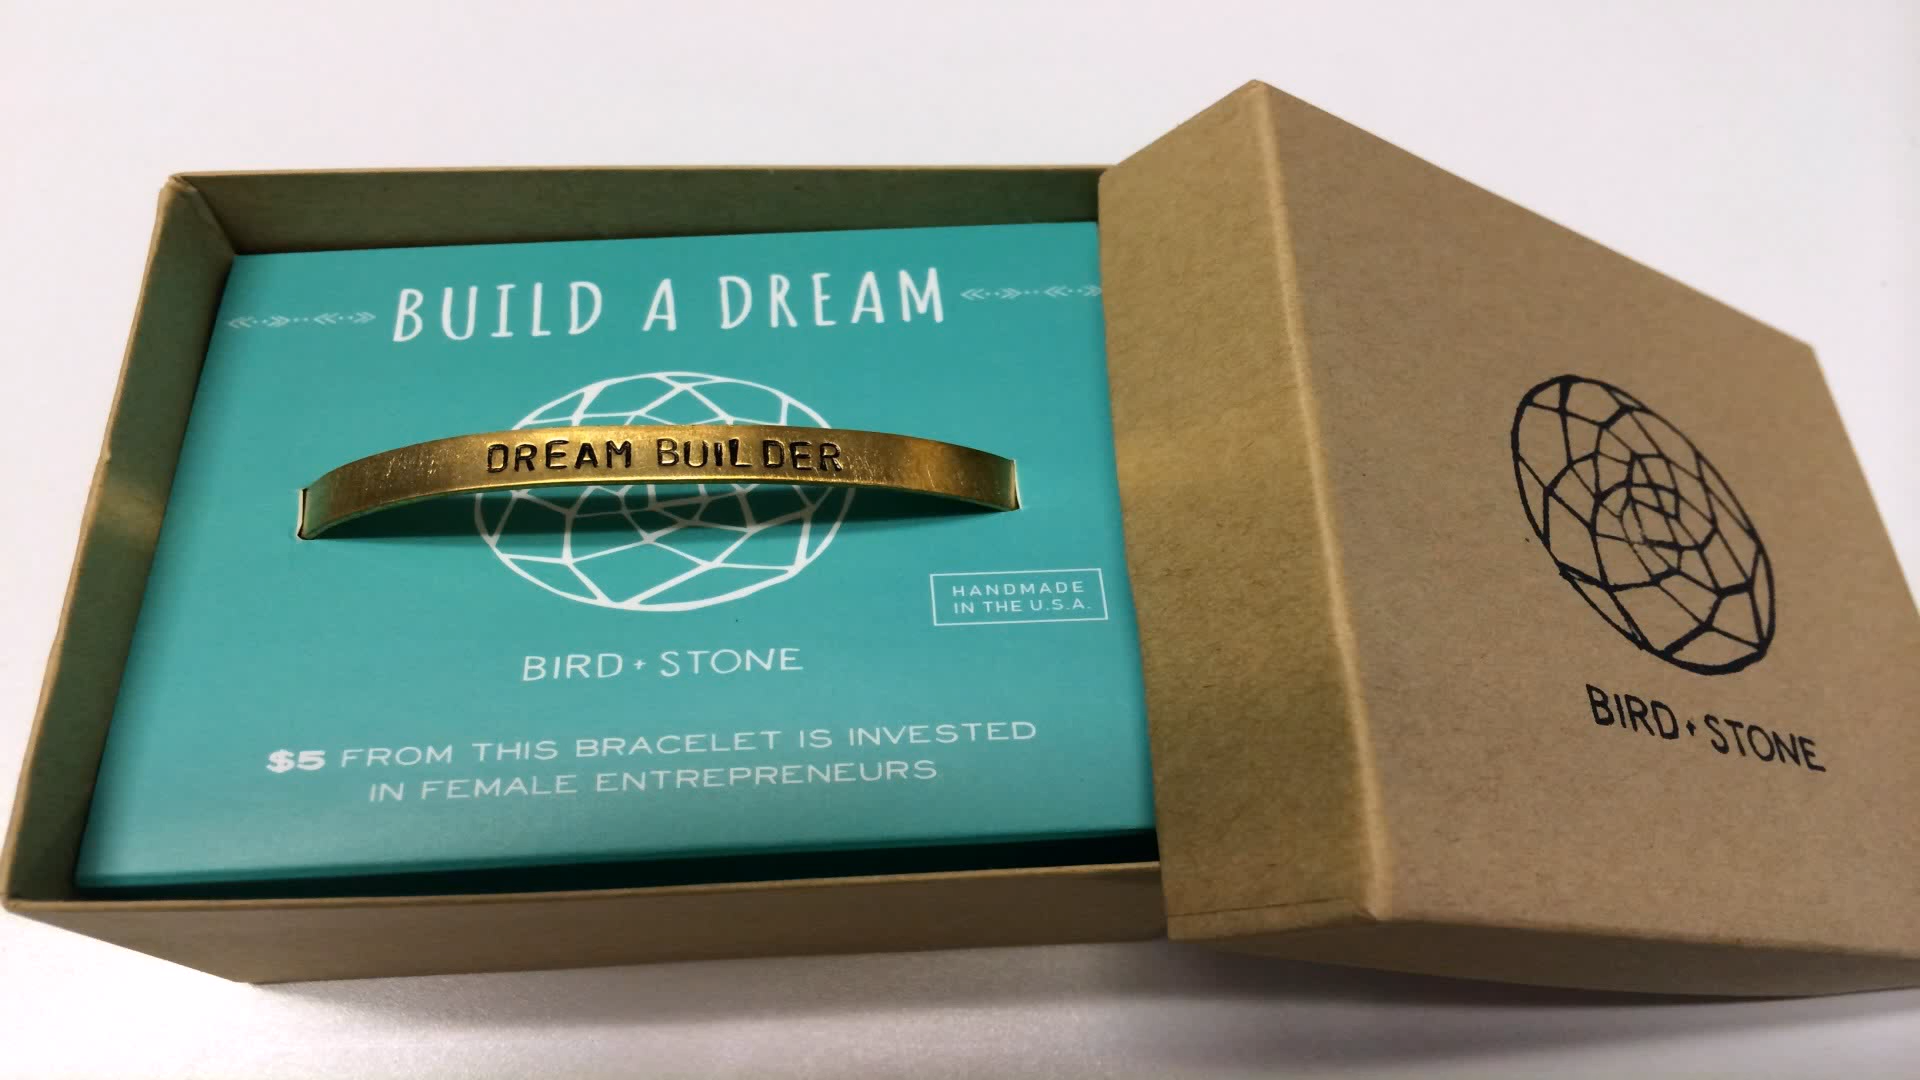 BUILD A DREAM
DREAM BUILDER
HANDMADE
IN THE U.S.A.
BIRD + STONE
$5 FROM THIS BRACELET IS INVESTED
IN FEMALE ENTREPRENEURS
BIRD + STONE